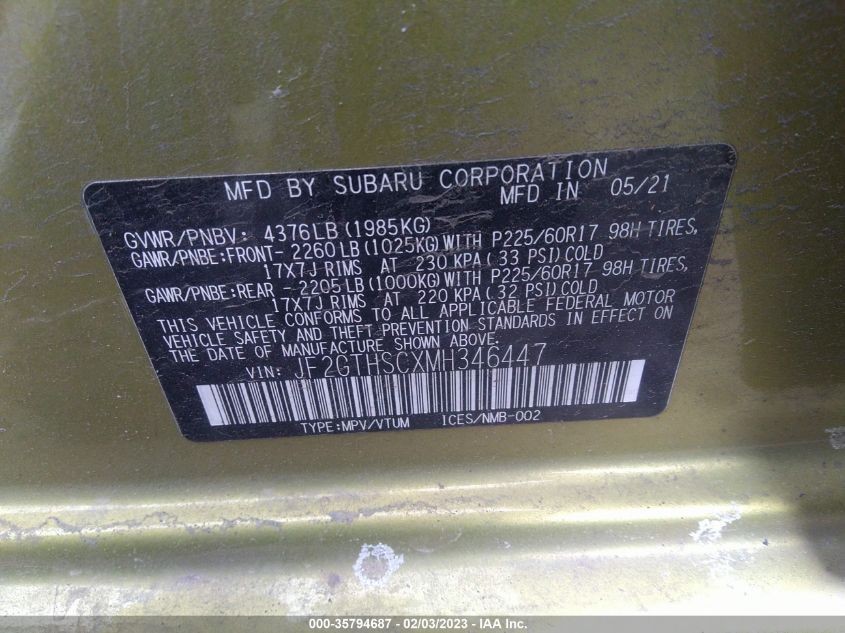 MFD BY SUBARU CORPORATION
MFD IN 05/21
GVWR/PNBV: 4376LB (1985KG)
GAWR/PNBE:FRONT- 2260 LB (1025KG) WITH P225/60R17 98H TIRES,
17X7J RIMS AT 230 KPA ( 33 PSI) COLD
GAWR/PNBE:REAR - 2205 LB (1000KG) WITH P225/60R17 98H TIRES,
17X7J RIMS AT 220 KPA ( 32 PSI) COLD
THIS VEHICLE CONFORMS TO ALL APPLICABLE FEDERAL MOTOR
VEHICLE SAFETY AND THEFT PREVENTION STANDARDS IN EFFECT ON
THE DATE OF MANUFACTURE SHOWN ABOVE.
VIN: JF2GTHSCXMH346447
TYPE:MPV/VTUM ICES/NMB-002
000-35794687 - 02/03/2023 - IAA Inc.